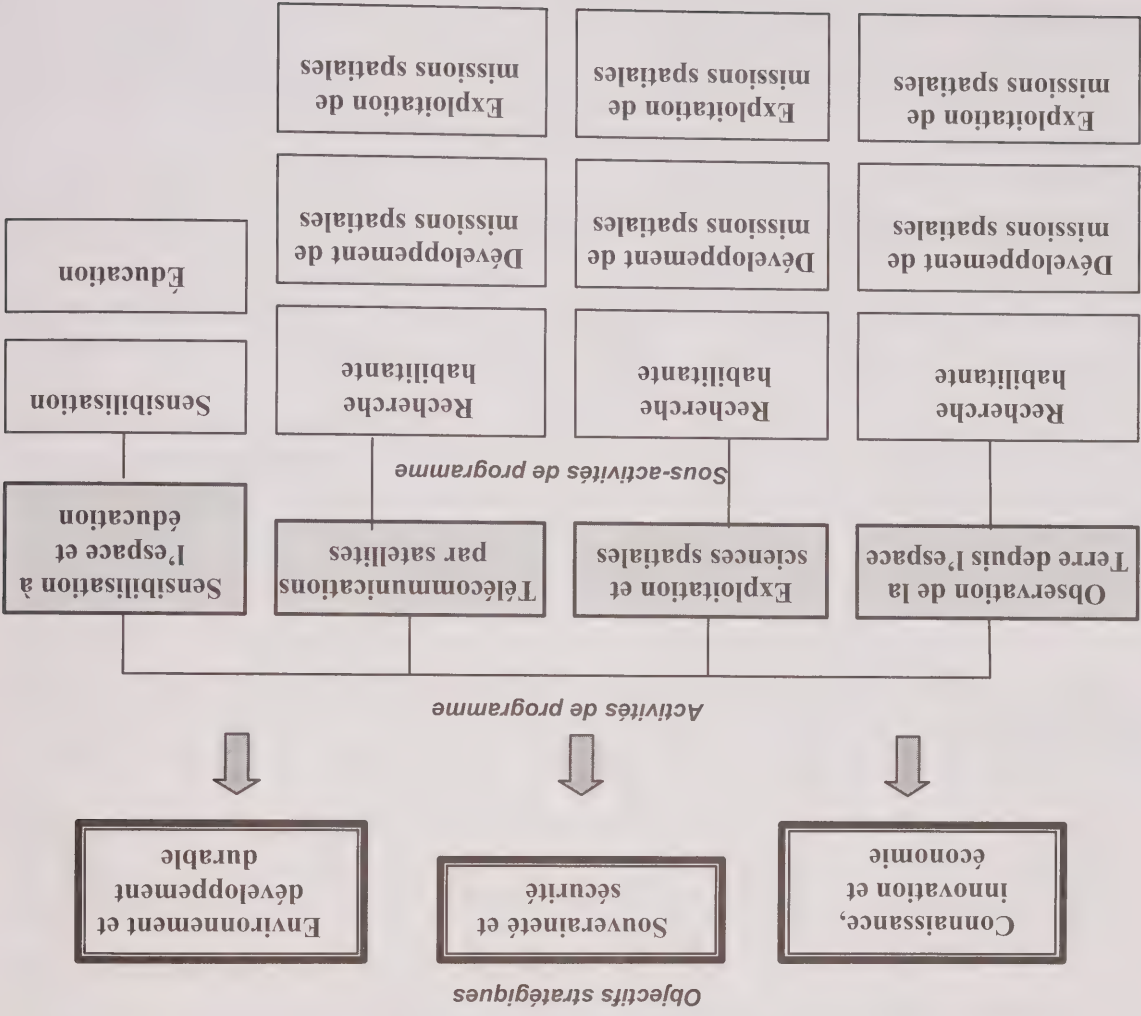 Objectifs stratégiques
Connaissance,
innovation et
économie
Souveraineté et
sécurité
Environnement et
développement
durable
Activités de programme
Observation de la
Terre depuis l'espace
Exploitation et
sciences spatiales
Télécommunications
par satellites
Sensibilisation à
l'espace et
éducation
Sous-activités de programme
Recherche
habilitante
Recherche
habilitante
Recherche
habilitante
Sensibilisation
Développement de
missions spatiales
Développement de
missions spatiales
Développement de
missions spatiales
Éducation
Exploitation de
missions spatiales
Exploitation de
missions spatiales
Exploitation de
missions spatiales